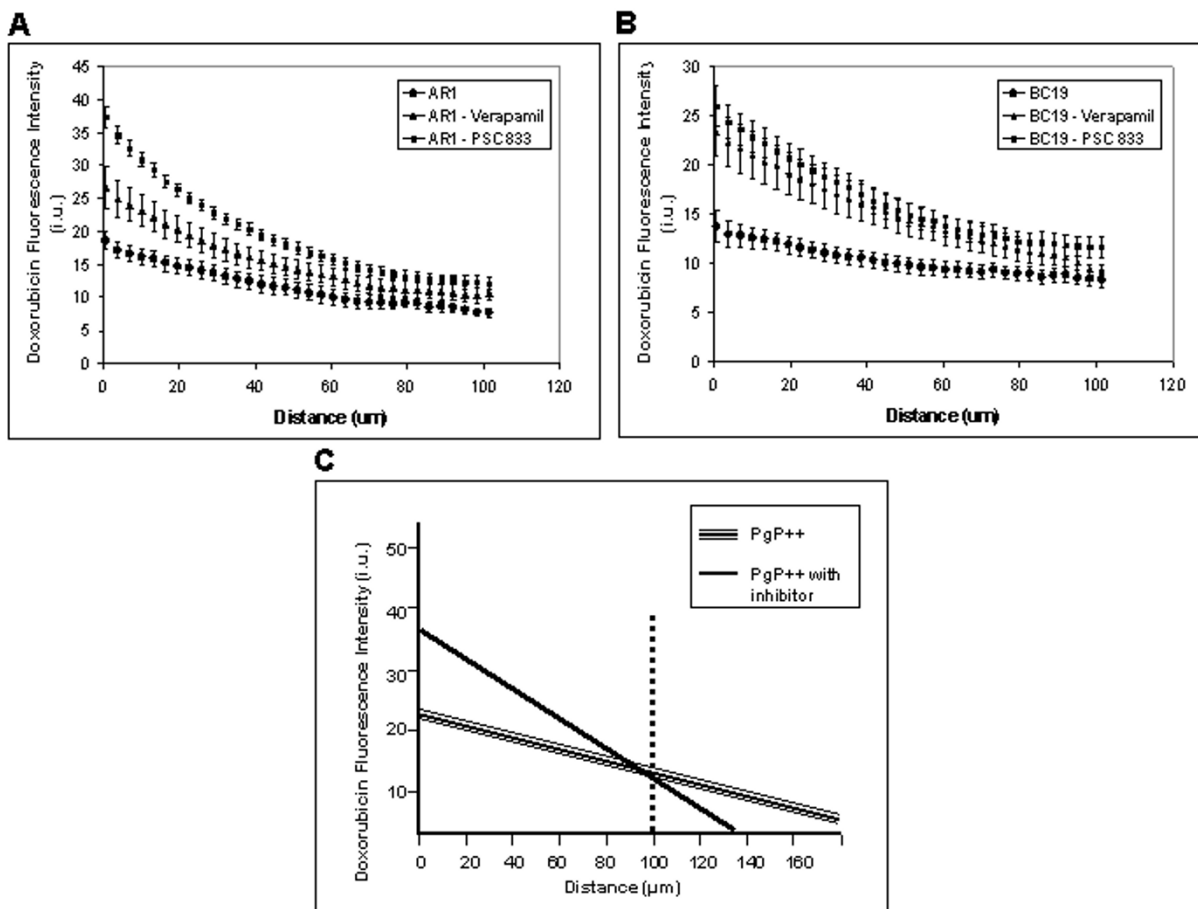 A
Doxorubicin Fluorescence Intensity
(i.u.)
45
40
35
30
25
20
15
10
5
0
AR1
AR1 - Verapamil
AR1 - PSC 833
0 20 40 60 80 100 120
Distance (um)
B
Doxorubicin Fluorescence Intensity
(i.u.)
30
25
20
15
10
5
0
BC19
BC19 - Verapamil
BC19 - PSC 833
0 20 40 60 80 100 120
Distance (um)
C
Doxorubicin Fluorescence Intensity (i.u.)
50
40
30
20
10
PgP++
PgP++ with
inhibitor
0 20 40 60 80 100 120 140 160
Distance (µm)